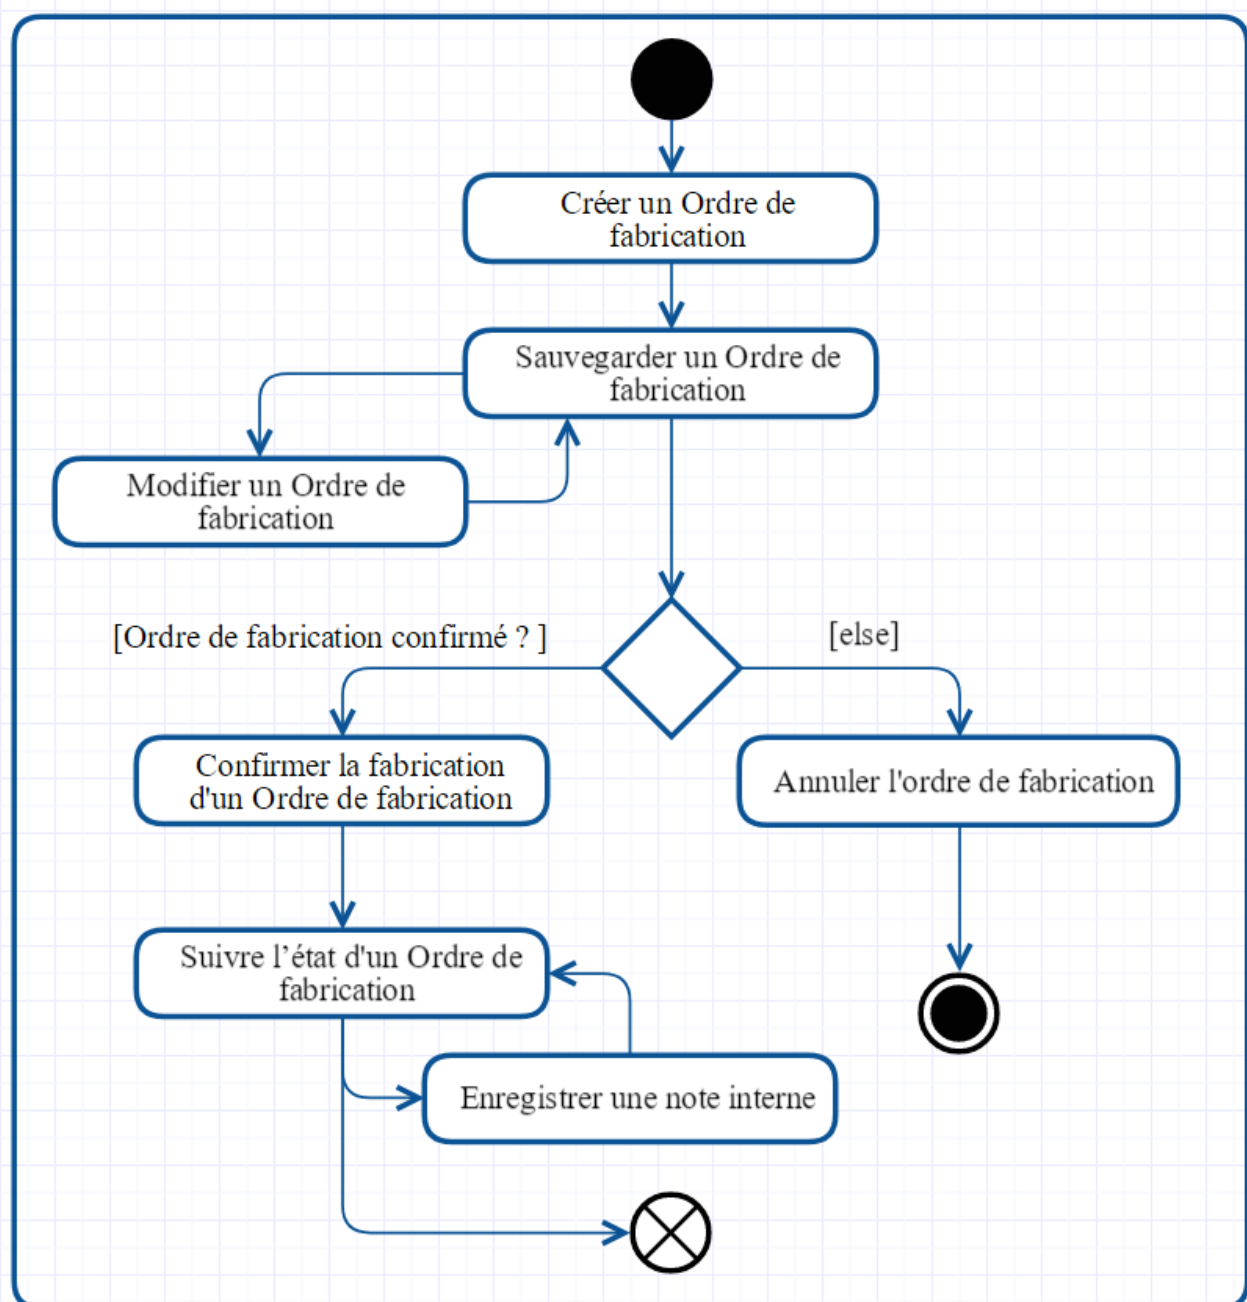 Créer un Ordre de
fabrication
Sauvegarder un Ordre de
fabrication
Modifier un Ordre de
fabrication
[Ordre de fabrication confirmé ? ]
[else]
Confirmer la fabrication
d'un Ordre de fabrication
Annuler l'ordre de fabrication
Suivre l’état d'un Ordre de
fabrication
Enregistrer une note interne